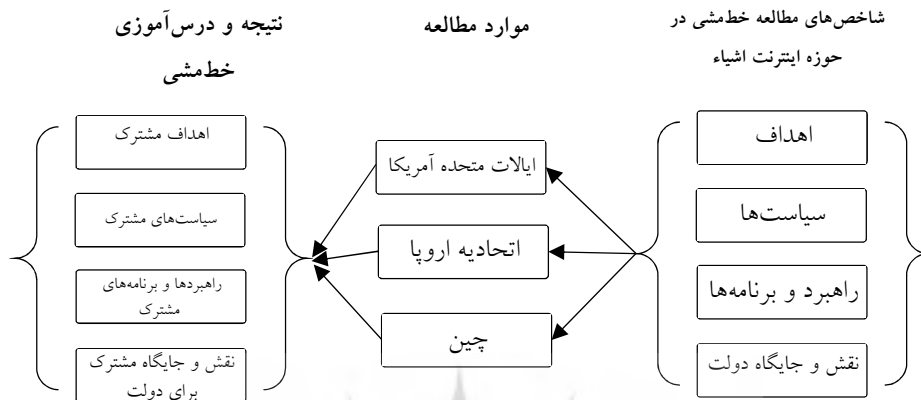 شاخص‌های مطالعه خط‌مشی در
حوزه اینترنت اشیاء
اهداف
سیاست‌ها
راهبرد و برنامه‌ها
نقش و جایگاه دولت
موارد مطالعه
ایالات متحده آمریکا
اتحادیه اروپا
چین
نتیجه و درس‌آموزی
خط‌مشی
اهداف مشترک
سیاست‌های مشترک
راهبردها و برنامه‌های
مشترک
نقش و جایگاه مشترک
برای دولت